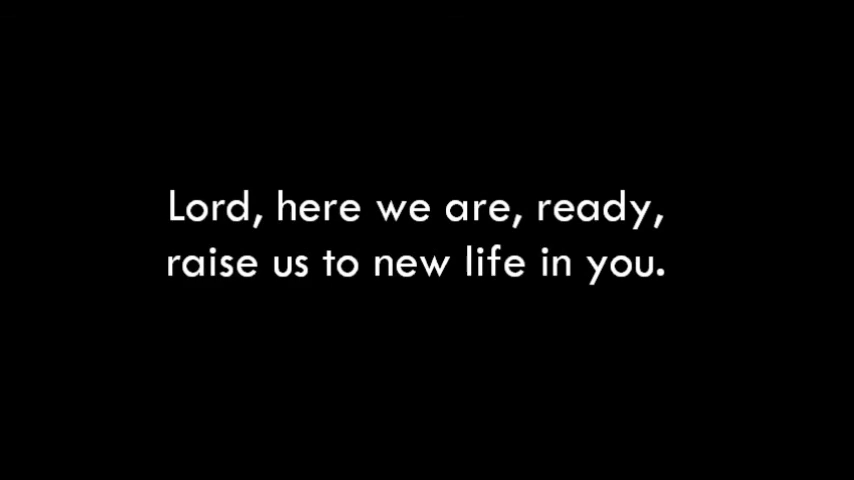 Lord, here we are, ready,
raise us to new life in you.